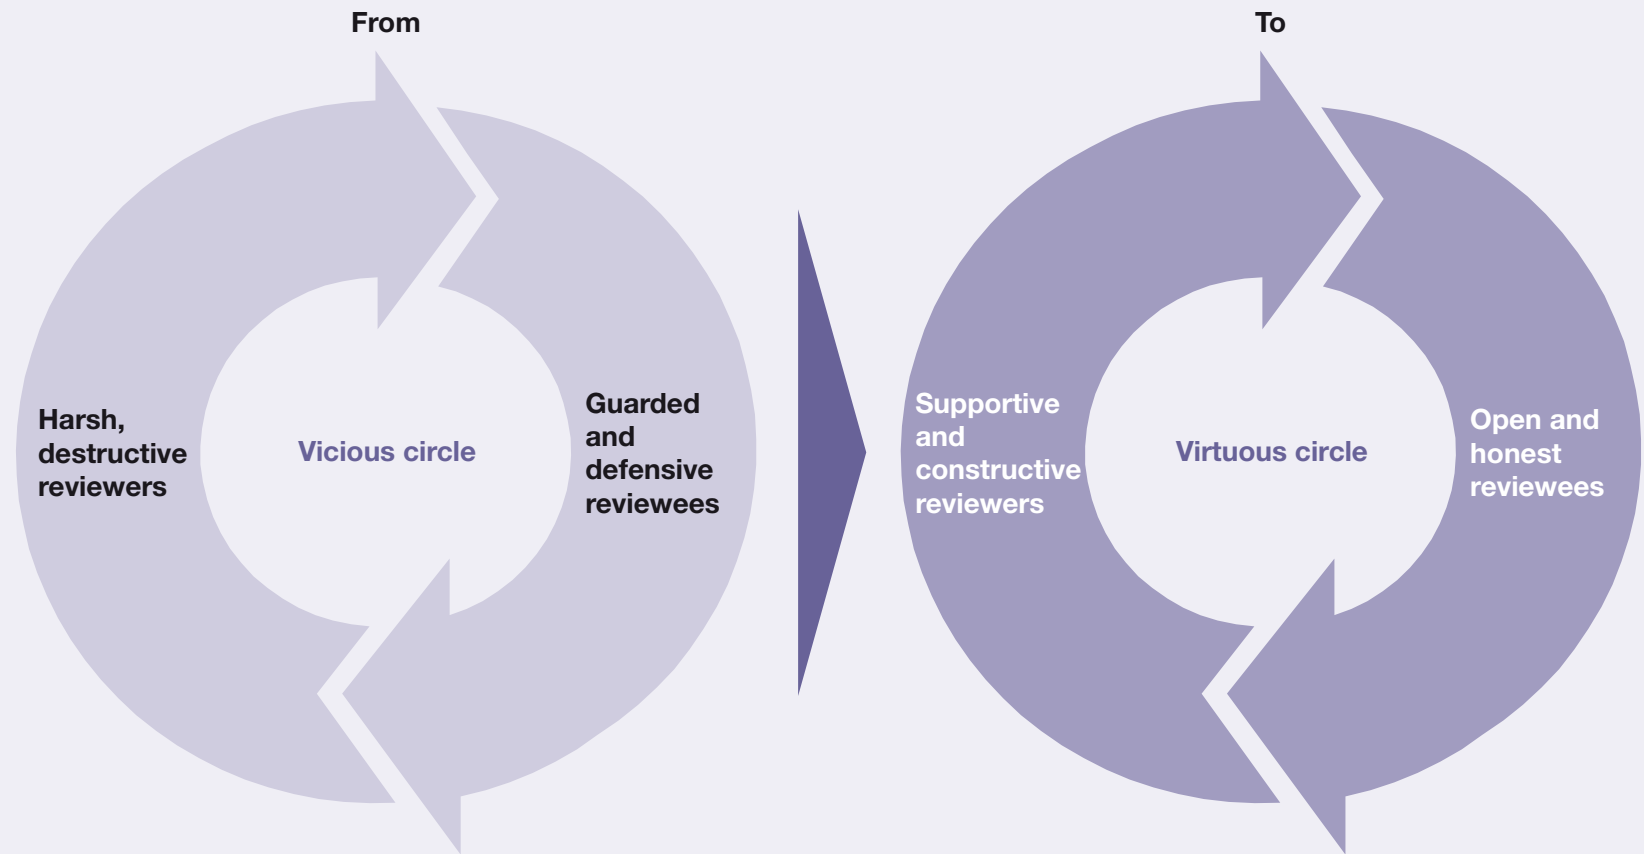 From
Harsh,
destructive
reviewers
Vicious circle
Guarded
and
defensive
reviewees
To
Supportive
and
constructive
reviewers
Virtuous circle
Open and
honest
reviewees